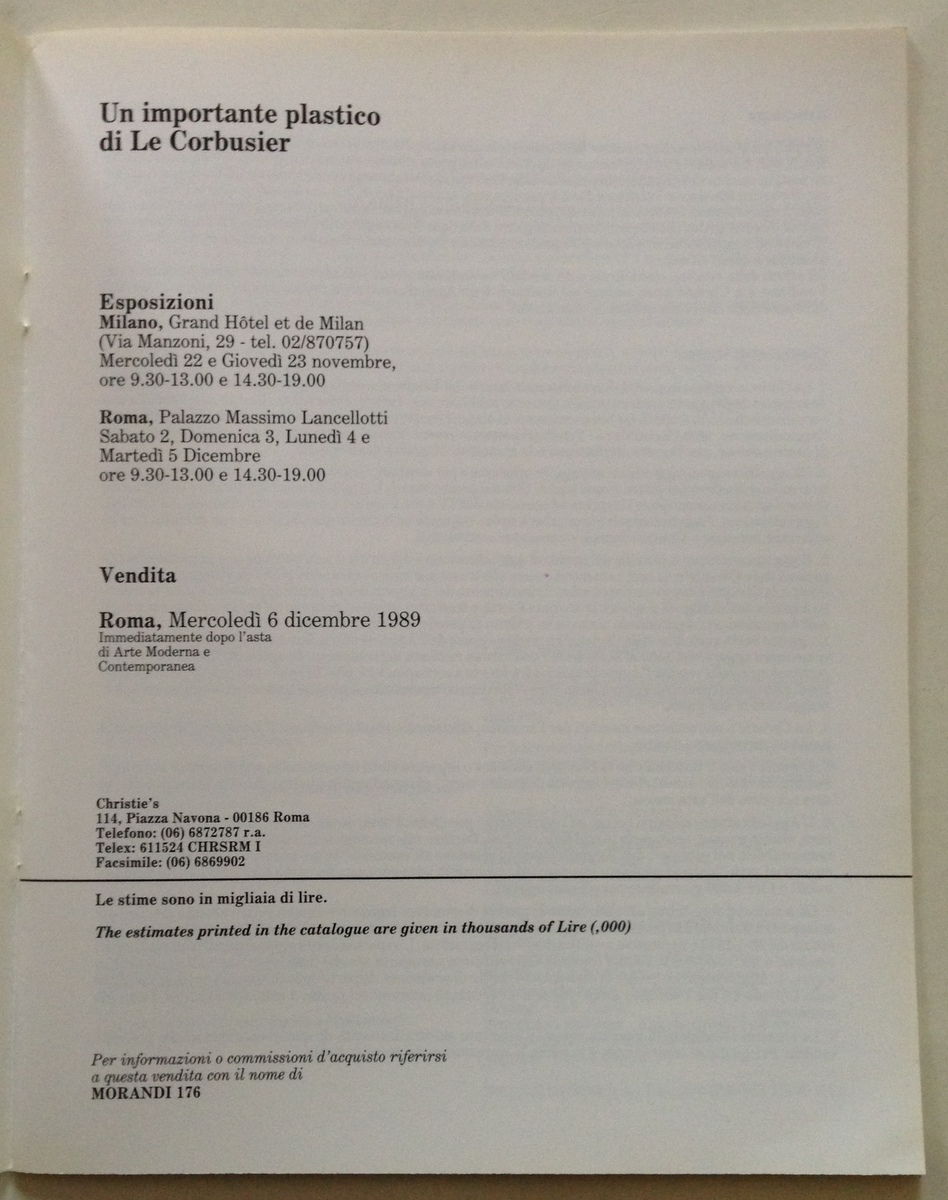 Un importante plastico
di Le Corbusier
Esposizioni
Milano, Grand Hôtel et de Milan
(Via Manzoni, 29 - tel. 02/870757)
Mercoledì 22 e Giovedì 23 novembre,
ore 9.30-13.00 e 14.30-19.00
Roma, Palazzo Massimo Lancellotti
Sabato 2, Domenica 3, Lunedì 4 e
Martedì 5 Dicembre
ore 9.30-13.00 e 14.30-19.00
Vendita
Roma, Mercoledì 6 dicembre 1989
Immediatamente dopo l'asta
di Arte Moderna e
Contemporanea
Christie's
114, Piazza Navona - 00186 Roma
Telefono: (06) 6872787 r.a.
Telex: 611524 CHRSRM I
Facsimile: (06) 6869902
Le stime sono in migliaia di lire.
The estimates printed in the catalogue are given in thousands of Lire (,000)
Per informazioni o commissioni d'acquisto riferirsi
a questa vendita con il nome di
MORANDI 176